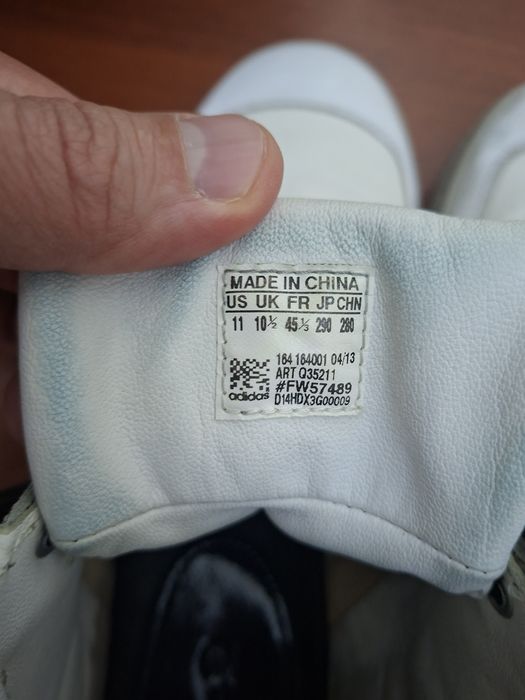 MADE IN CHINA
US UK FR JP CHN
11 10½ 45⅓ 290 280
164 164001 04/13
ART Q35211
#FW57489
adidas D14HDX3G00009